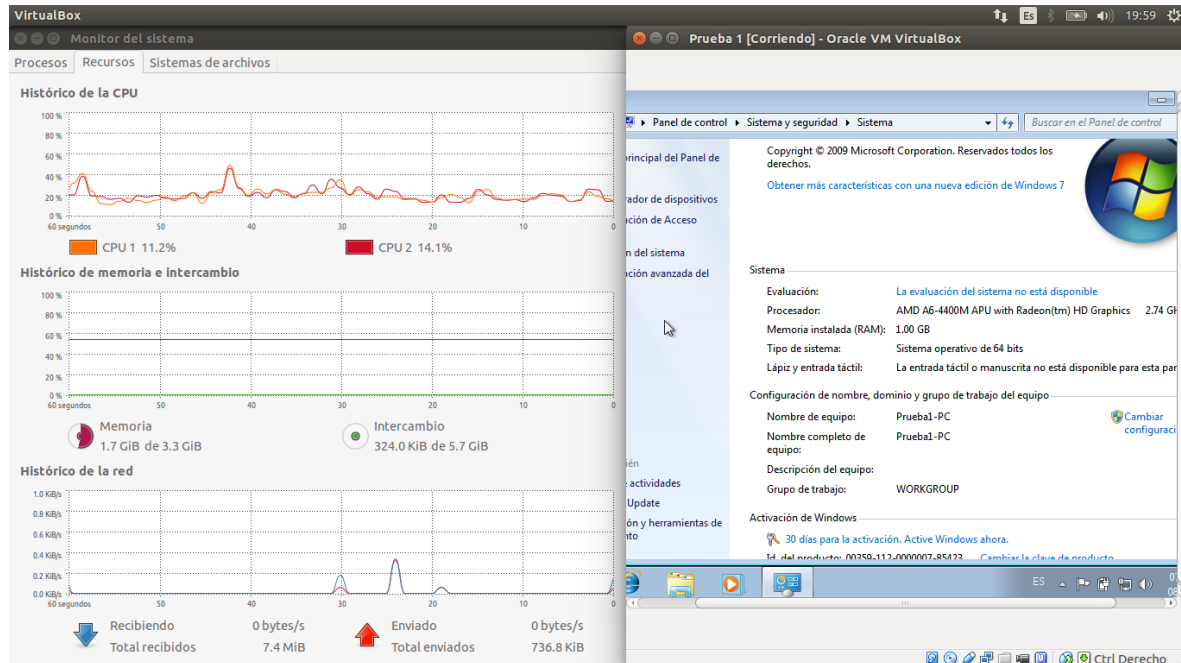 VirtualBox
Es
19:59
Monitor del sistema
Procesos Recursos Sistemas de archivos
Histórico de la CPU
100 %
80 %
60 %
40 %
20 %
0 %
60 segundos 50 40 30 20 10 0
CPU 1 11.2% CPU 2 14.1%
Histórico de memoria e intercambio
100 %
80 %
60 %
40 %
20 %
0 %
60 segundos 50 40 30 20 10 0
Memoria
1.7 GiB de 3.3 GiB
Intercambio
324.0 KiB de 5.7 GiB
Histórico de la red
1.0 KiB/s
0.8 KiB/s
0.6 KiB/s
0.4 KiB/s
0.2 KiB/s
0.0 KiB/s
60 segundos 50 40 30 20 10 0
Recibiendo 0 bytes/s
Total recibidos 7.4 MiB
Enviado 0 bytes/s
Total enviados 736.8 KiB
Prueba 1 [Corriendo] - Oracle VM VirtualBox
Panel de control Sistema y seguridad Sistema
Buscar en el Panel de control
principal del Panel de
rador de dispositivos
ación de Acceso
n del sistema
ación avanzada del
ién
actividades
Update
ón y herramientas de
nto
Copyright © 2009 Microsoft Corporation. Reservados todos los
derechos.
Obtener más características con una nueva edición de Windows 7
Sistema
Evaluación: La evaluación del sistema no está disponible
Procesador: AMD A6-4400M APU with Radeon(tm) HD Graphics 2.74 GH
Memoria instalada (RAM): 1.00 GB
Tipo de sistema: Sistema operativo de 64 bits
Lápiz y entrada táctil: La entrada táctil o manuscrita no está disponible para esta pan
Configuración de nombre, dominio y grupo de trabajo del equipo
Nombre de equipo: Prueba1-PC
Cambiar
configuraci
Nombre completo de
equipo:
Prueba1-PC
Descripción del equipo:
Grupo de trabajo: WORKGROUP
Activación de Windows
30 días para la activación. Active Windows ahora.
Id. del producto: 00359-112-0000007-85423 Cambiar la clave de producto
ES
Ctrl Derecho